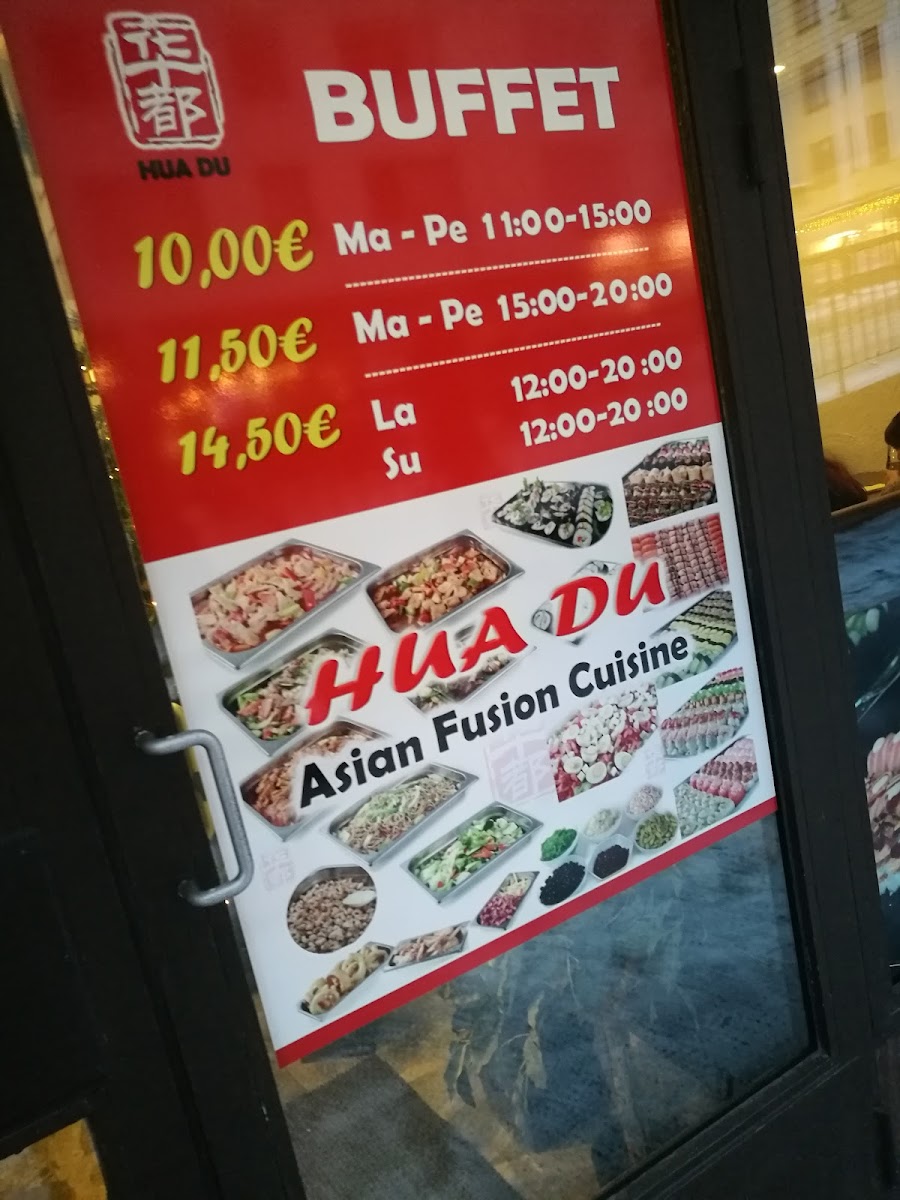 花都
HUA DU
BUFFET
10,00€ Ma - Pe 11:00-15:00
11,50€ Ma - Pe 15:00-20:00
14,50€ La 12:00-20:00
Su 12:00-20:00
HUA DU
Asian Fusion Cuisine